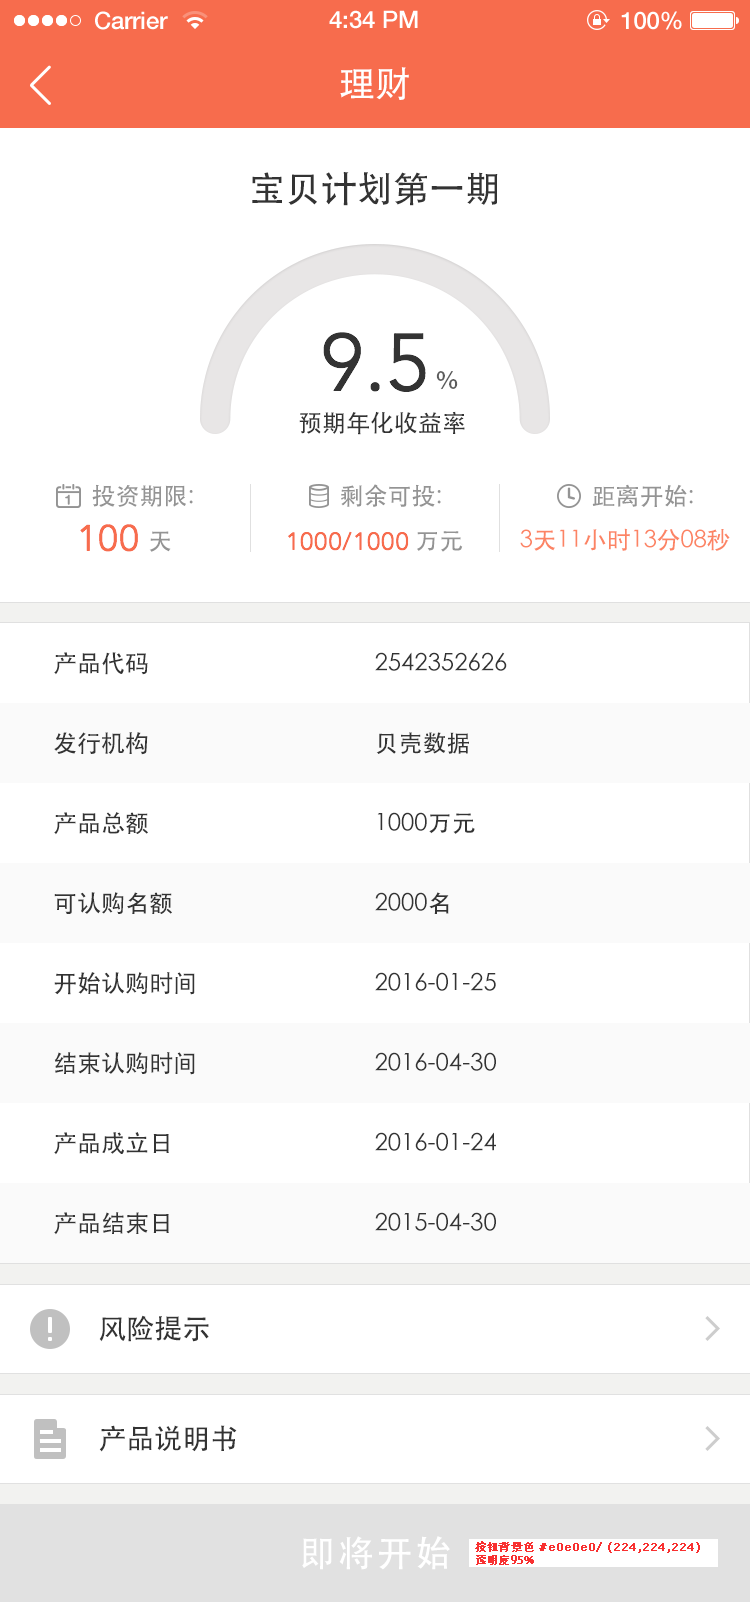 Carrier 4:34 PM 100%
理财
宝贝计划第一期
9.5%
预期年化收益率
投资期限: 剩余可投: 距离开始:
100 天 1000/1000 万元 3天11小时13分08秒
产品代码 2542352626
发行机构 贝壳数据
产品总额 1000万元
可认购名额 2000名
开始认购时间 2016-01-25
结束认购时间 2016-04-30
产品成立日 2016-01-24
产品结束日 2015-04-30
风险提示
产品说明书
即将开始
按钮背景色 #e0e0e0/ (224,224,224)
透明度95%